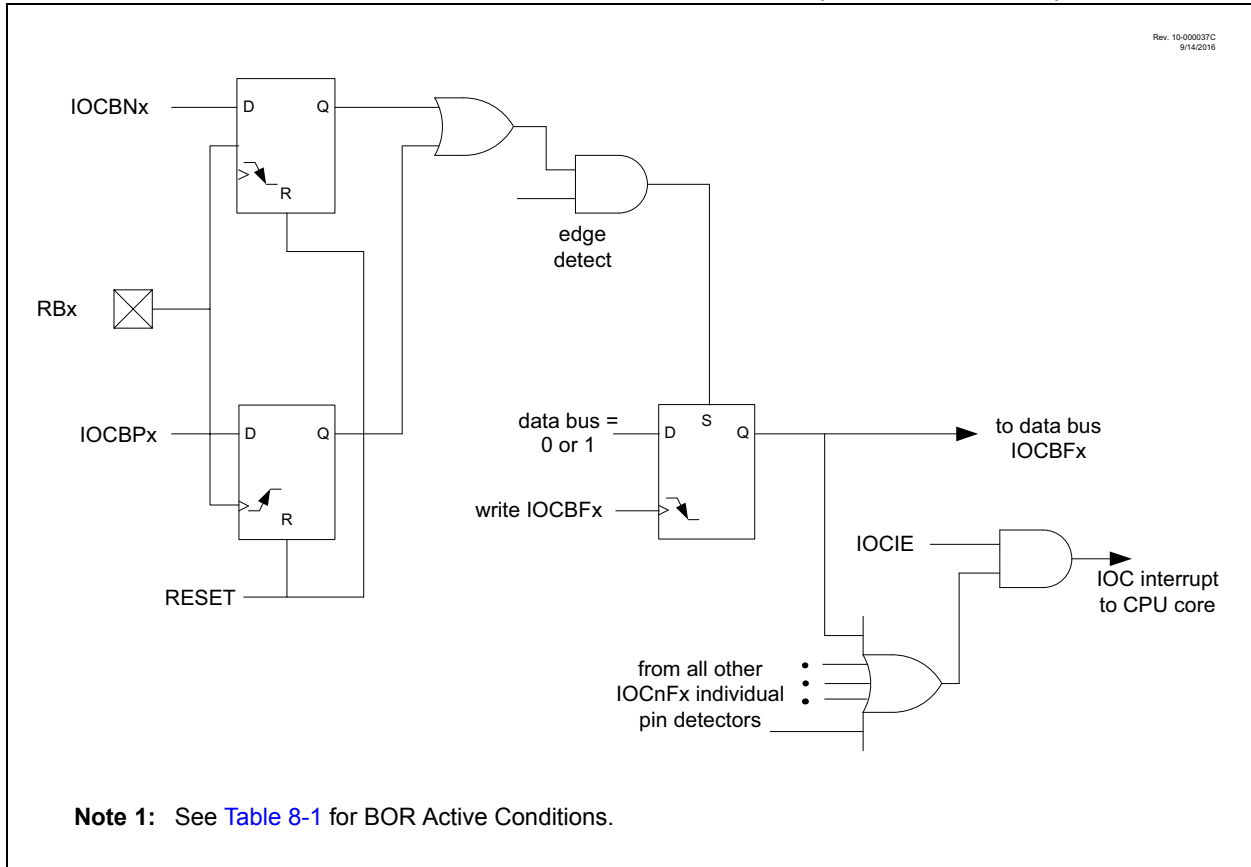 Rev. 10-000037C
9/14/2016
IOCBNx
D
Q
R
edge
detect
RBx
IOCBPx
D
Q
R
RESET
data bus =
0 or 1
D
S
Q
write IOCBFx
to data bus
IOCBFx
IOCIE
IOC interrupt
to CPU core
from all other
IOCnFx individual
pin detectors
Note 1: See Table 8-1 for BOR Active Conditions.